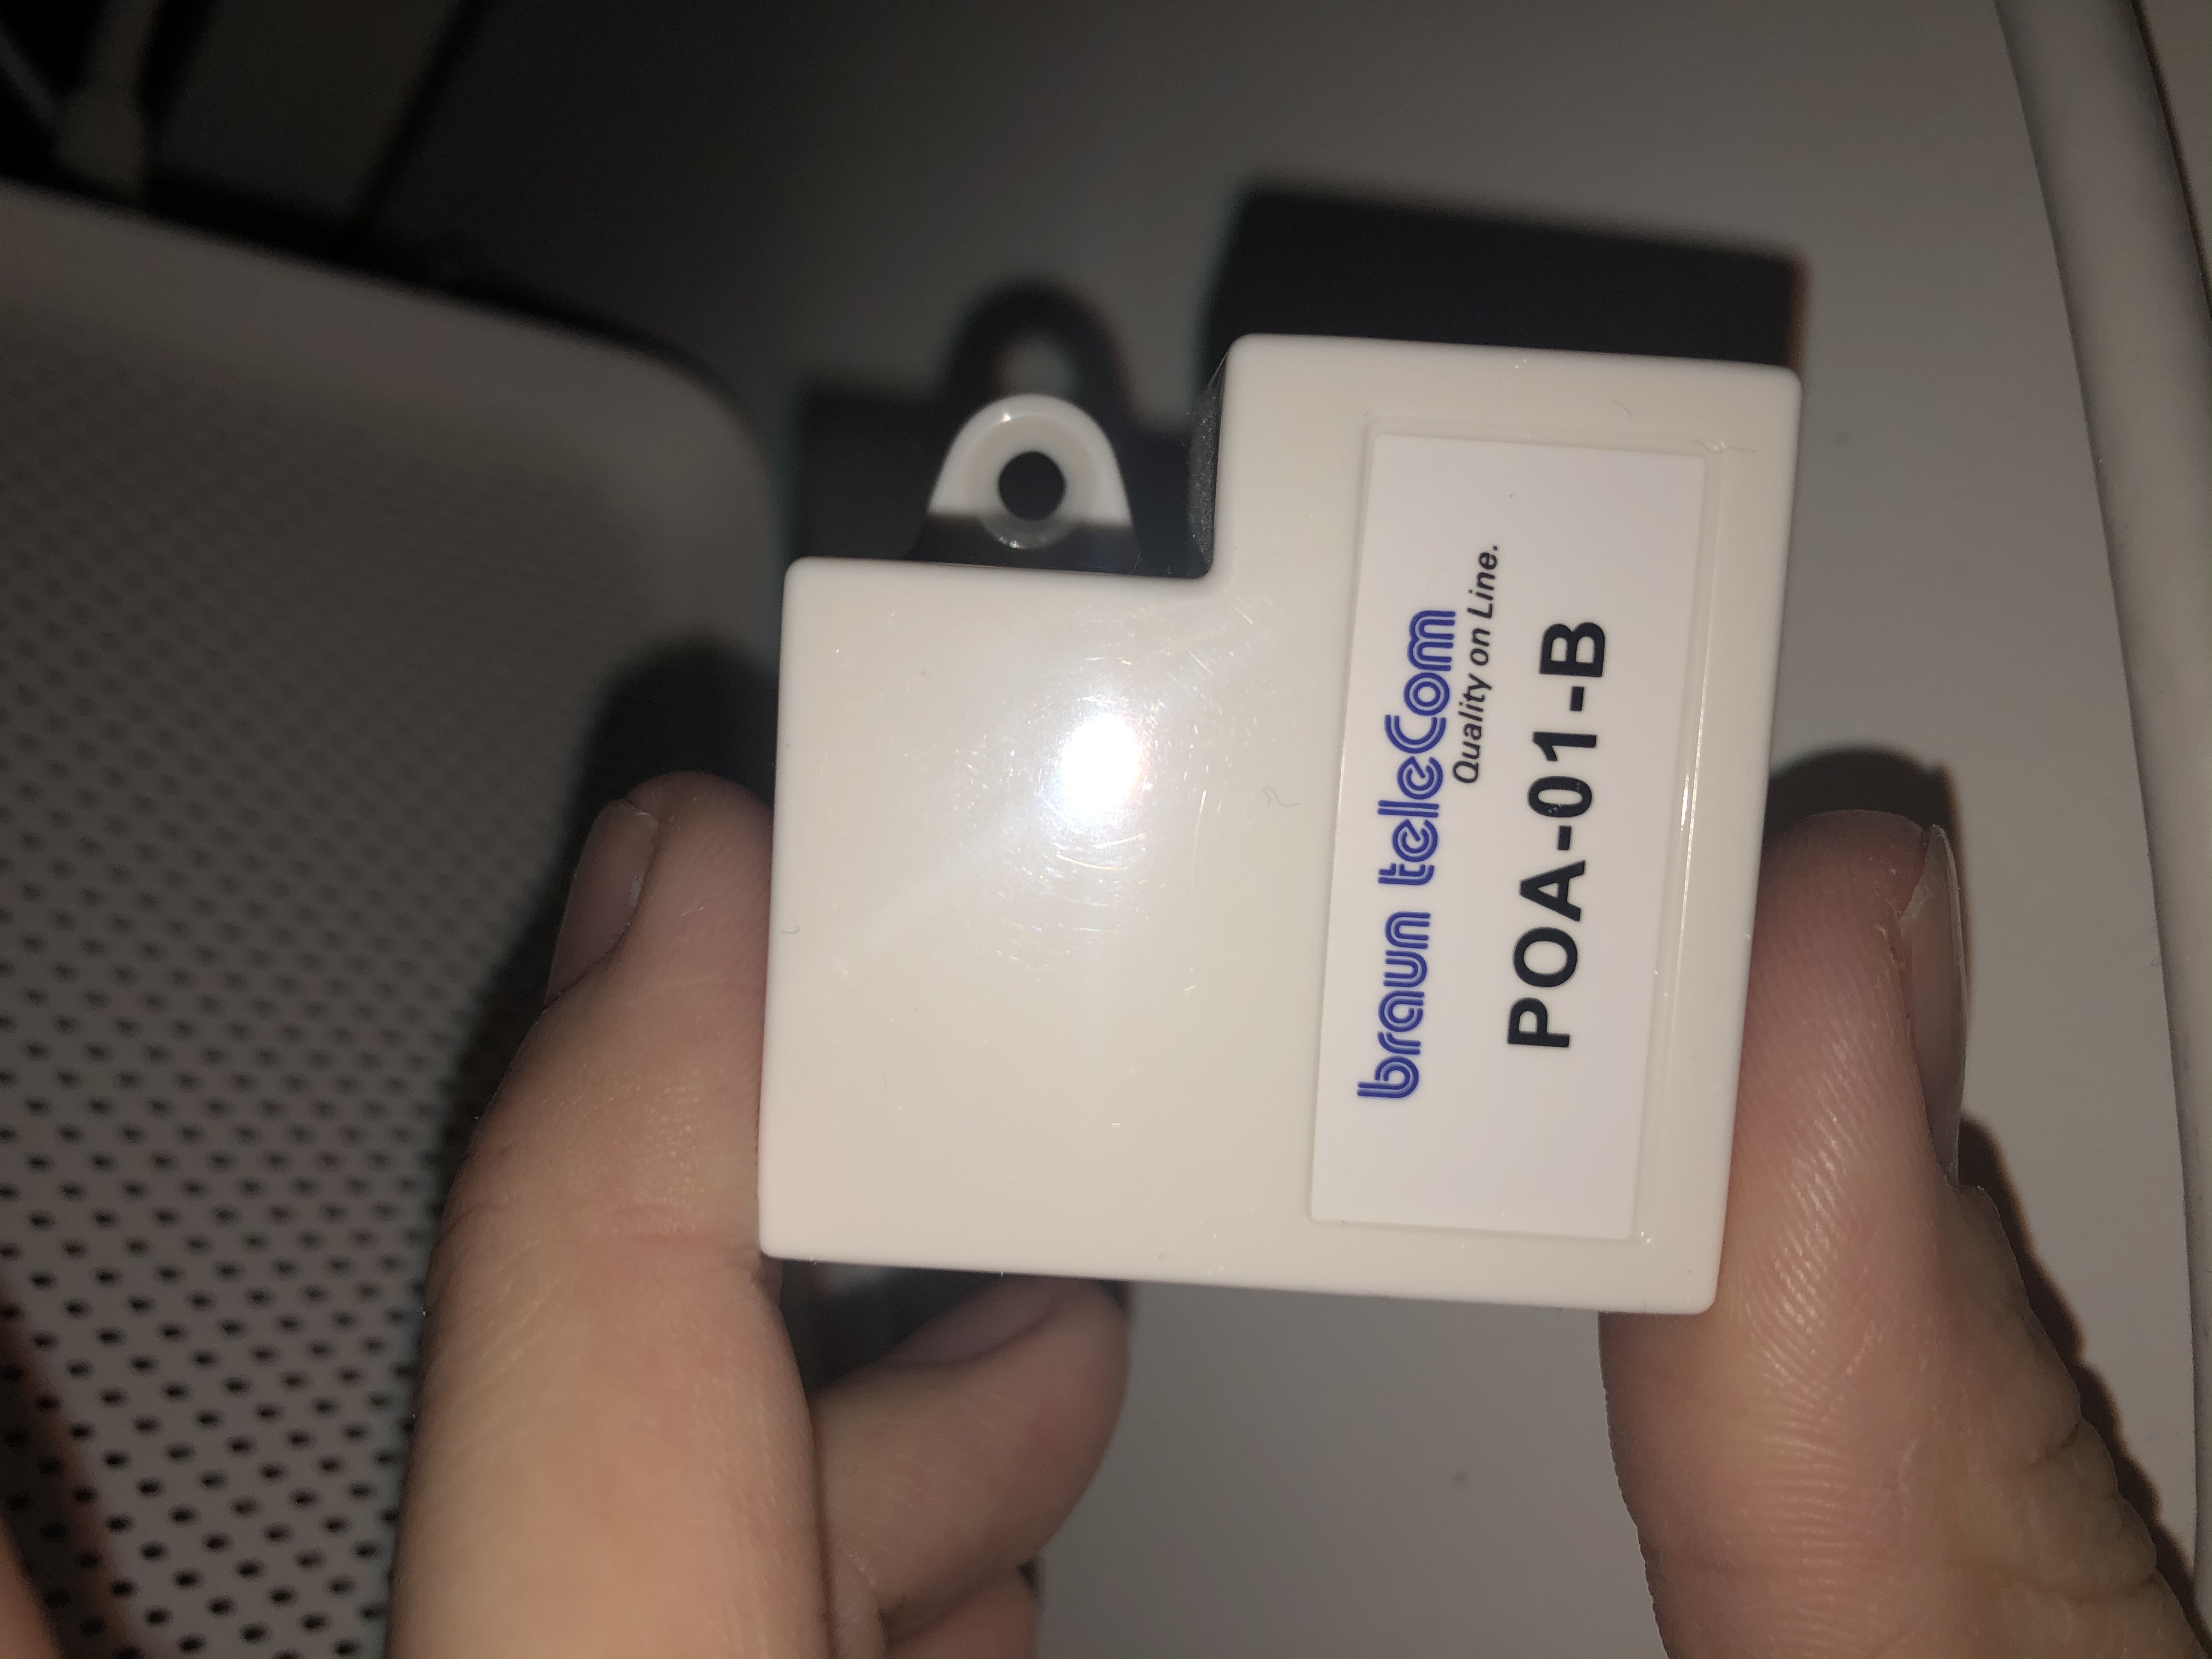 braun teleCom
Quality on Line.
POA-01-B